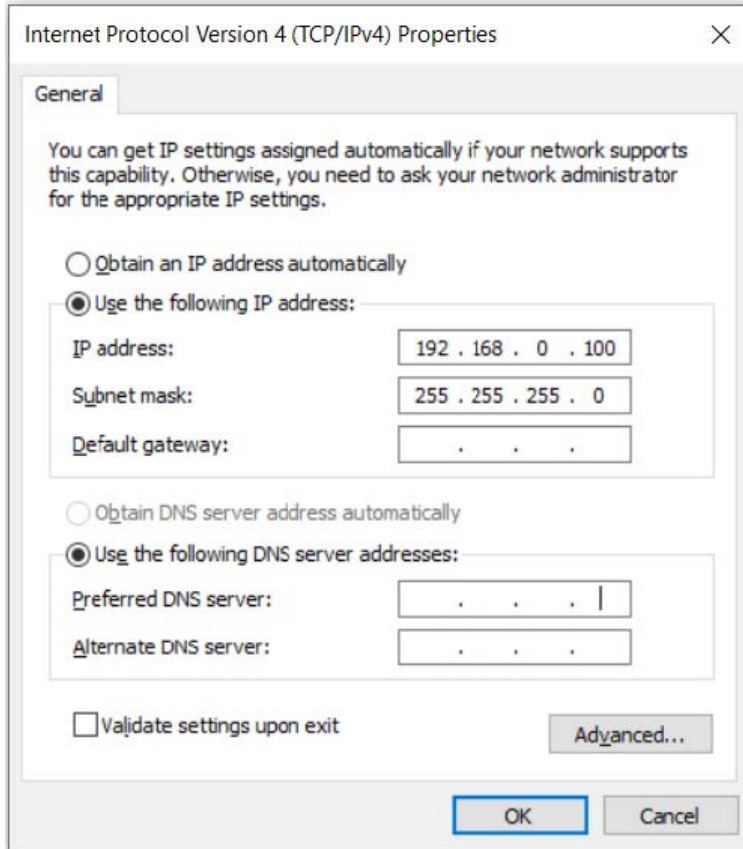 Internet Protocol Version 4 (TCP/IPv4) Properties
General
You can get IP settings assigned automatically if your network supports
this capability. Otherwise, you need to ask your network administrator
for the appropriate IP settings.
Obtain an IP address automatically
Use the following IP address:
IP address: 192 . 168 . 0 . 100
Subnet mask: 255 . 255 . 255 . 0
Default gateway: . . .
Obtain DNS server address automatically
Use the following DNS server addresses:
Preferred DNS server: . . .
Alternate DNS server: . . .
Validate settings upon exit
Advanced...
OK Cancel